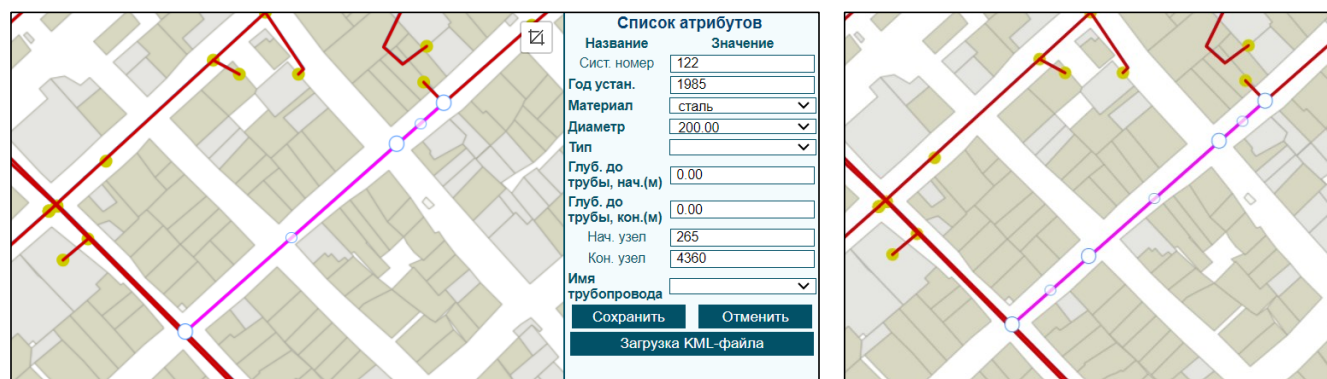 Список атрибутов
Название Значение
Сист. номер 122
Год устан. 1985
Материал сталь
Диаметр 200.00
Тип
Глуб. до
трубы, нач.(м) 0.00
Глуб. до
трубы, кон.(м) 0.00
Нач. узел 265
Кон. узел 4360
Имя
трубопровода
Сохранить Отменить
Загрузка KML-файла